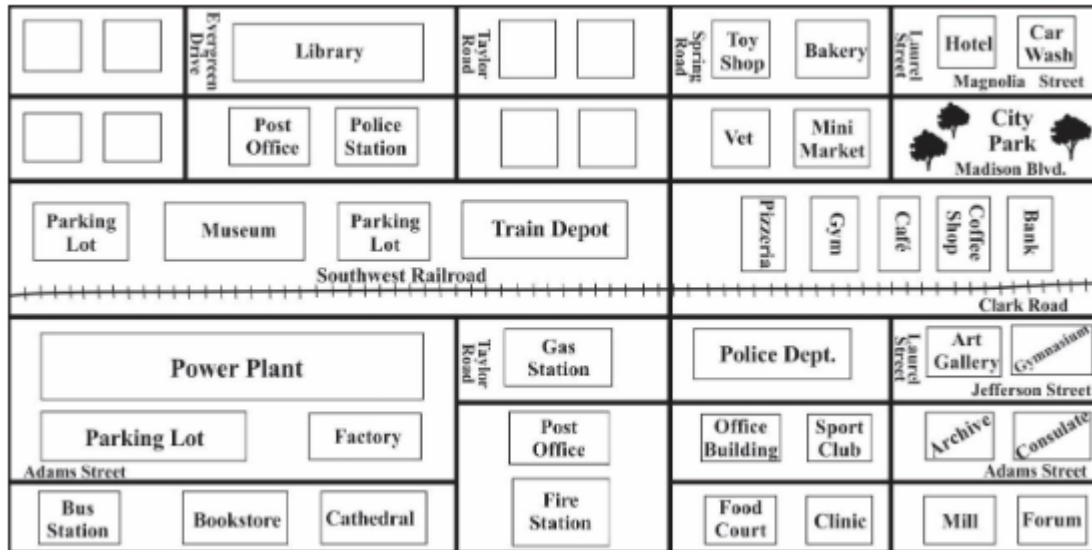 Evergreen
Drive
Library
Taylor
Road
Spring
Road
Toy
Shop
Bakery
Laurel
Street
Hotel
Car
Wash
Magnolia Street
Post
Office
Police
Station
Vet
Mini
Market
City
Park
Madison Blvd.
Parking
Lot
Museum
Parking
Lot
Train Depot
Pizzeria
Gym
Café
Coffee
Shop
Bank
Southwest Railroad
Clark Road
Power Plant
Taylor
Road
Gas
Station
Police Dept.
Laurel
Street
Art
Gallery
Gymnasium
Jefferson Street
Parking Lot
Factory
Post
Office
Office
Building
Sport
Club
Archive
Consulate
Adams Street
Adams Street
Bus
Station
Bookstore
Cathedral
Fire
Station
Food
Court
Clinic
Mill
Forum